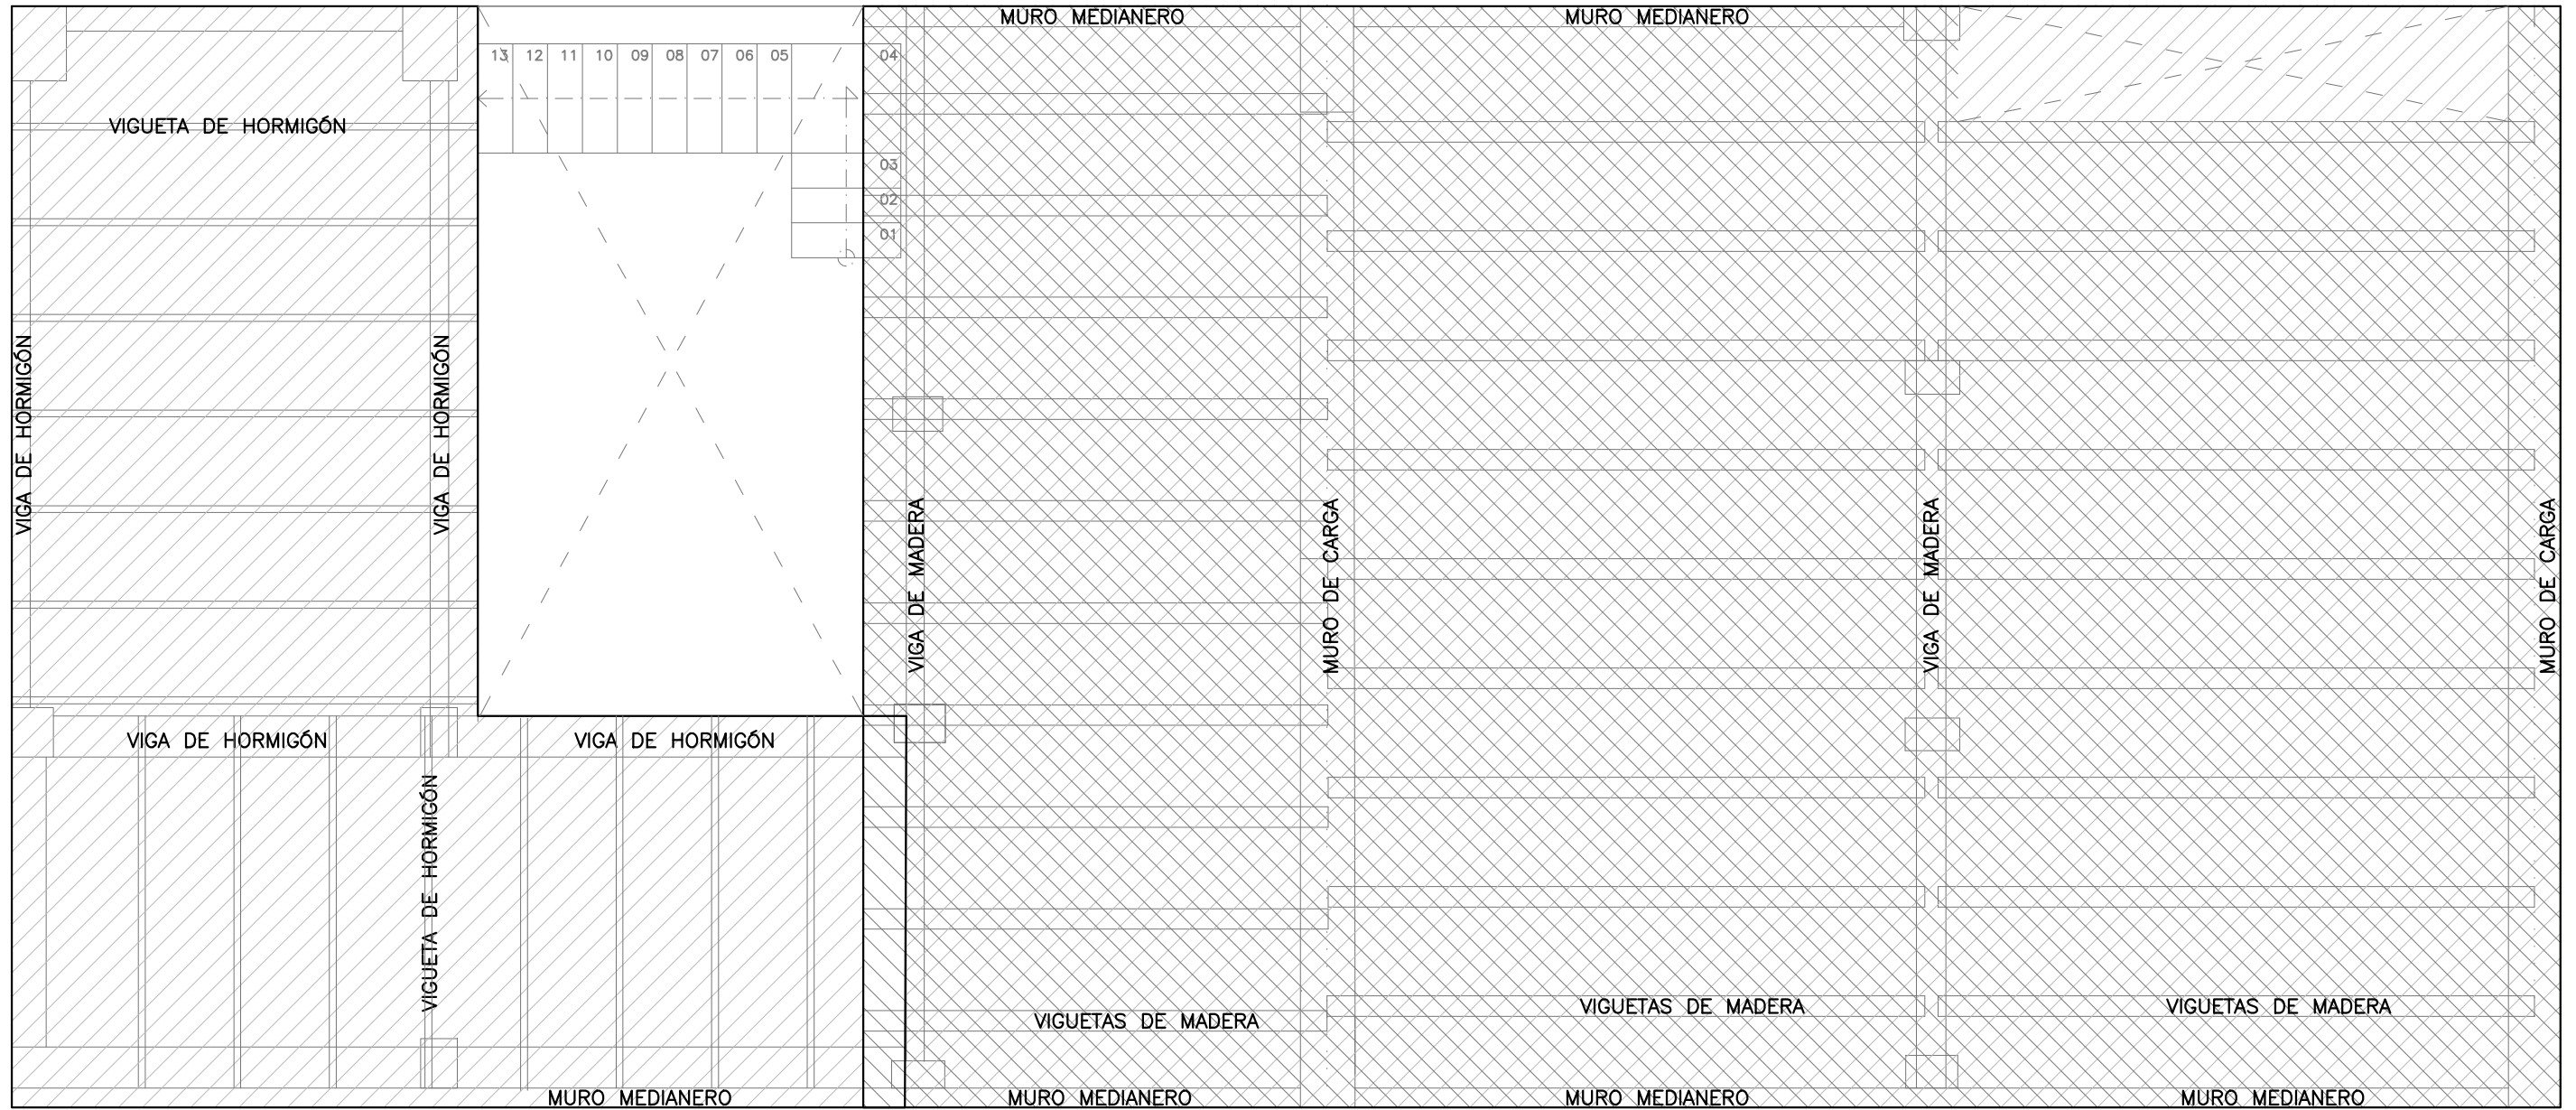 MURO MEDIANERO
MURO MEDIANERO
13 12 11 10 09 08 07 06 05 04
VIGUETA DE HORMIGÓN
03
02
01
VIGA DE HORMIGÓN
VIGA DE HORMIGÓN
VIGA DE MADERA
MURO DE CARGA
VIGA DE MADERA
MURO DE CARGA
VIGA DE HORMIGÓN
VIGA DE HORMIGÓN
VIGUETA DE HORMIGÓN
VIGUETAS DE MADERA
VIGUETAS DE MADERA
VIGUETAS DE MADERA
MURO MEDIANERO
MURO MEDIANERO
MURO MEDIANERO
MURO MEDIANERO